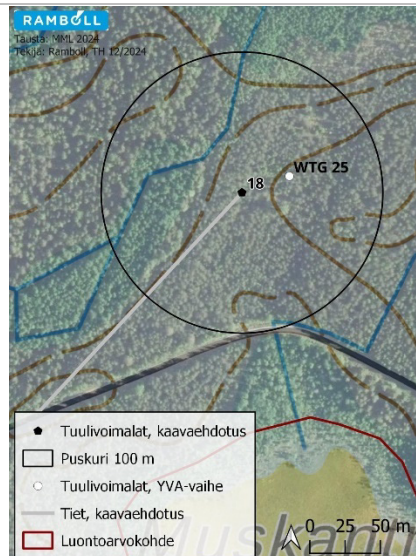 RAMBOLL
Tausta: MML 2024
Tekijä: Ramboll, TH 12/2024
WTG 25
18
Tuulivoimalat, kaavaehdotus
Puskuri 100 m
Tuulivoimalat, YVA-vaihe
Tiet, kaavaehdotus
Luontoarvokohde
0 25 50 m